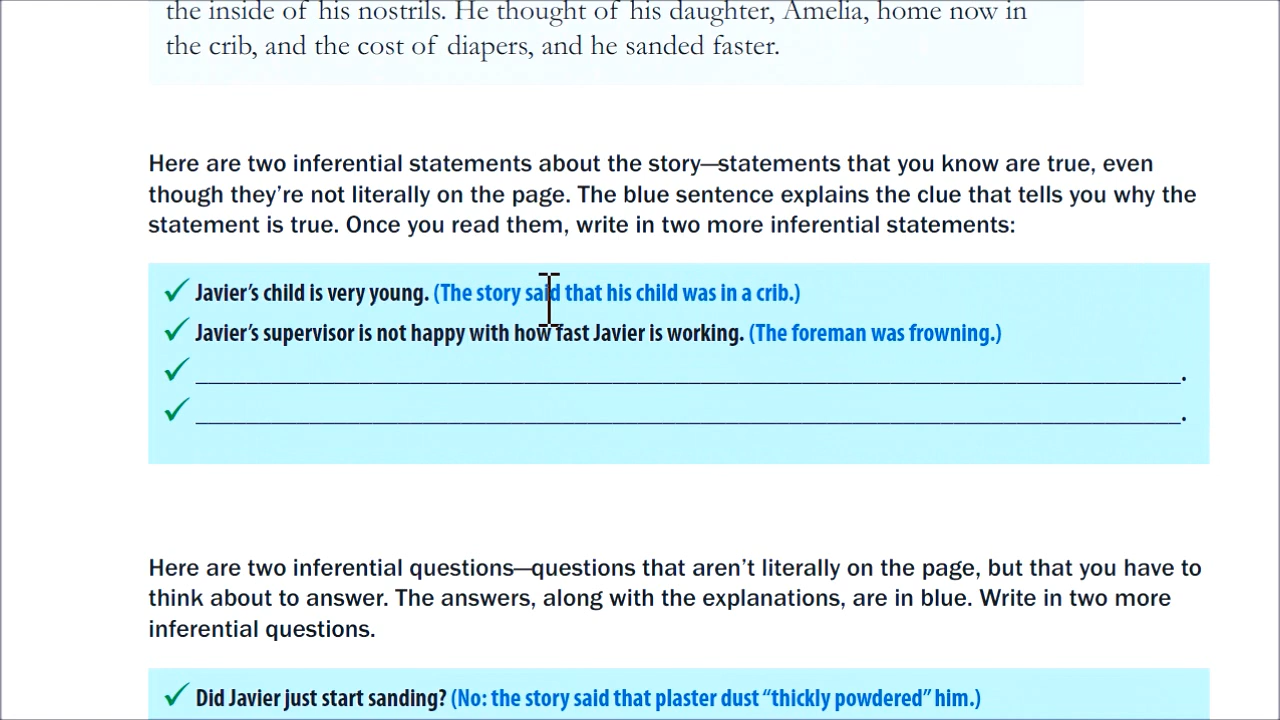 the inside of his nostrils. He thought of his daughter, Amelia, home now in
the crib, and the cost of diapers, and he sanded faster.
Here are two inferential statements about the story—statements that you know are true, even
though they're not literally on the page. The blue sentence explains the clue that tells you why the
statement is true. Once you read them, write in two more inferential statements:
✓ Javier's child is very young. (The story said that his child was in a crib.)
✓ Javier's supervisor is not happy with how fast Javier is working. (The foreman was frowning.)
✓ ______________________________________________________________________________.
✓ ______________________________________________________________________________.
Here are two inferential questions—questions that aren't literally on the page, but that you have to
think about to answer. The answers, along with the explanations, are in blue. Write in two more
inferential questions.
✓ Did Javier just start sanding? (No: the story said that plaster dust “thickly powdered” him.)